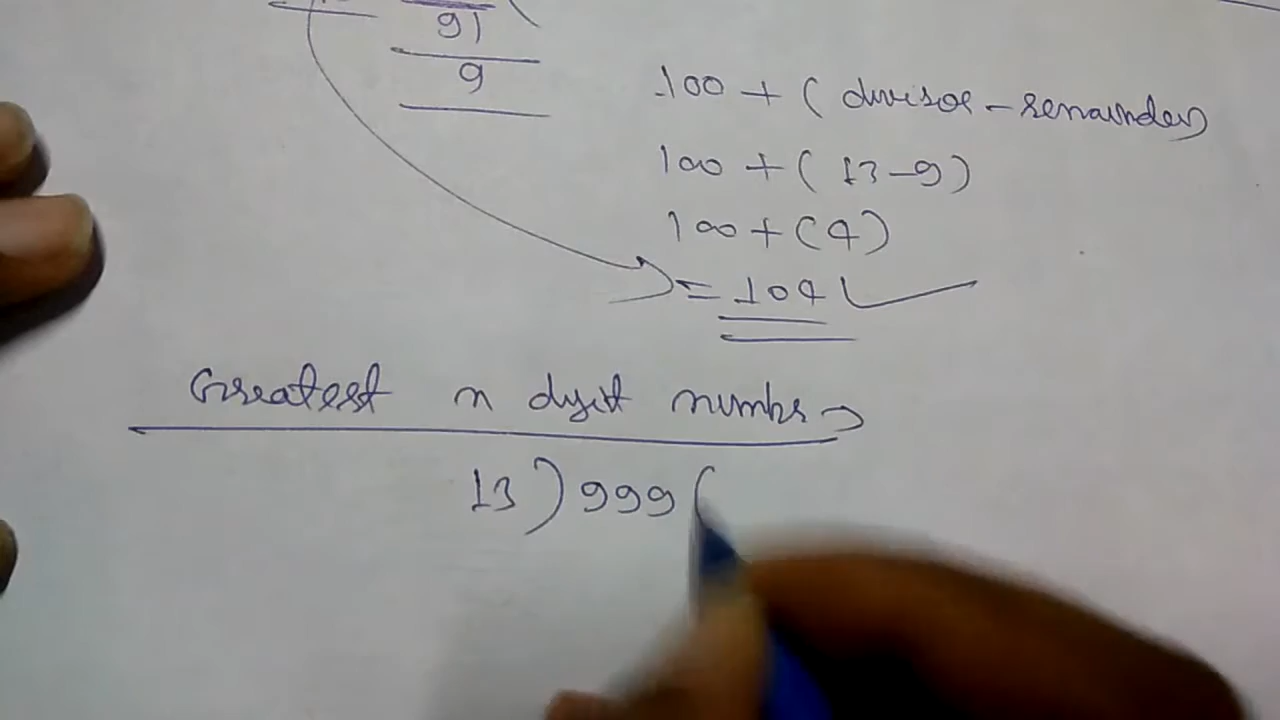 91
9
100 + ( divisor - remainder)
100 + ( 13-9)
100 + (4)
= 104
Greatest n digit number
13 ) 999 (